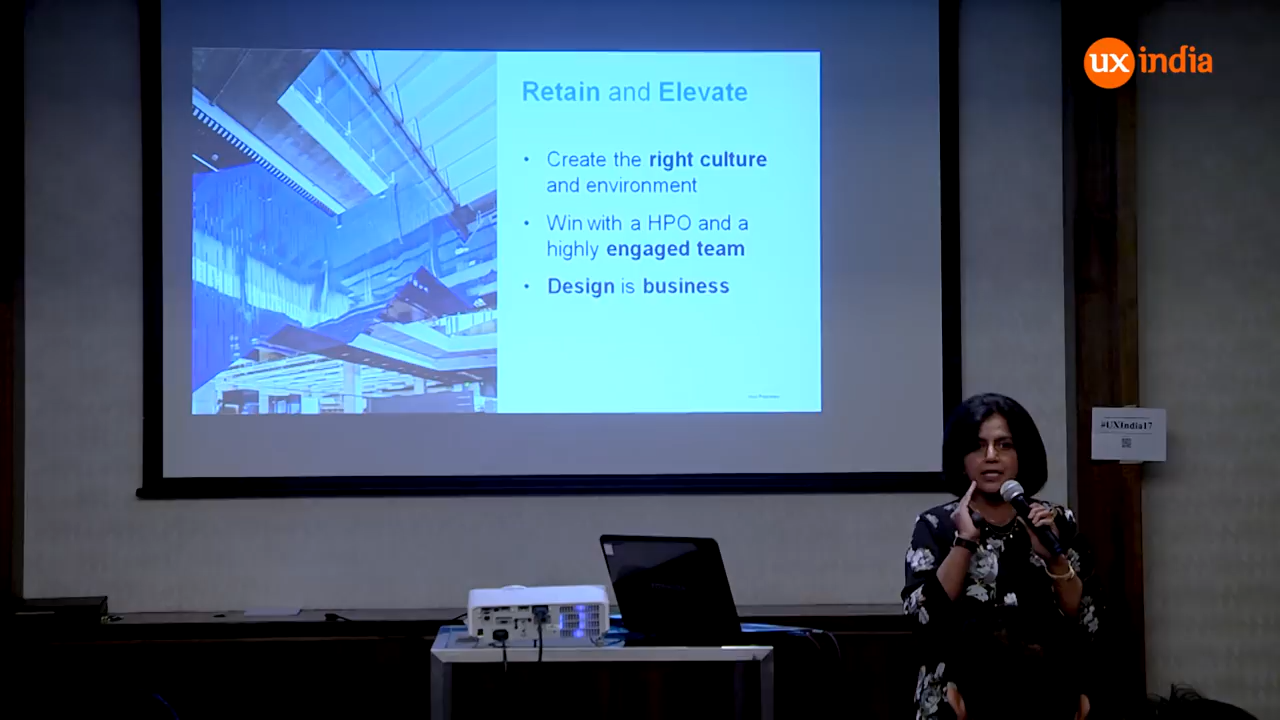 ux india
Retain and Elevate
• Create the right culture
and environment
• Win with a HPO and a
highly engaged team
• Design is business
#UXIndia17